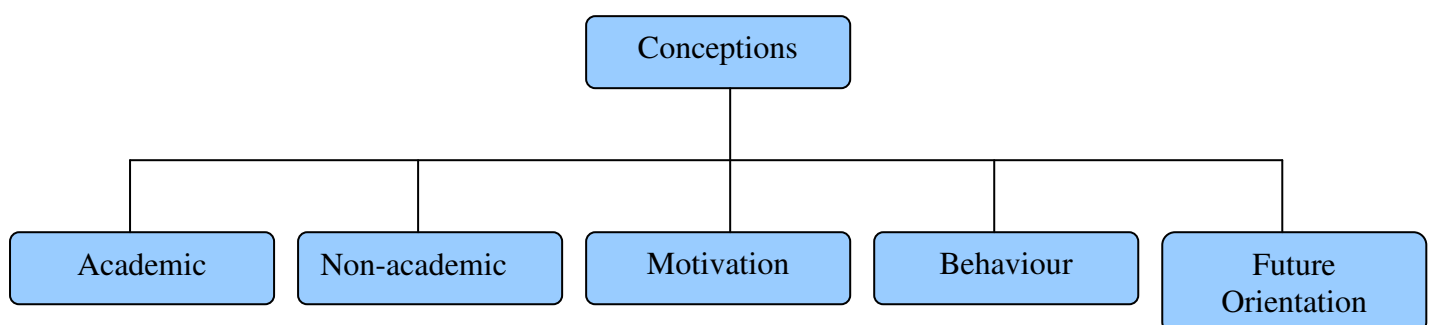 Conceptions
Academic
Non-academic
Motivation
Behaviour
Future
Orientation